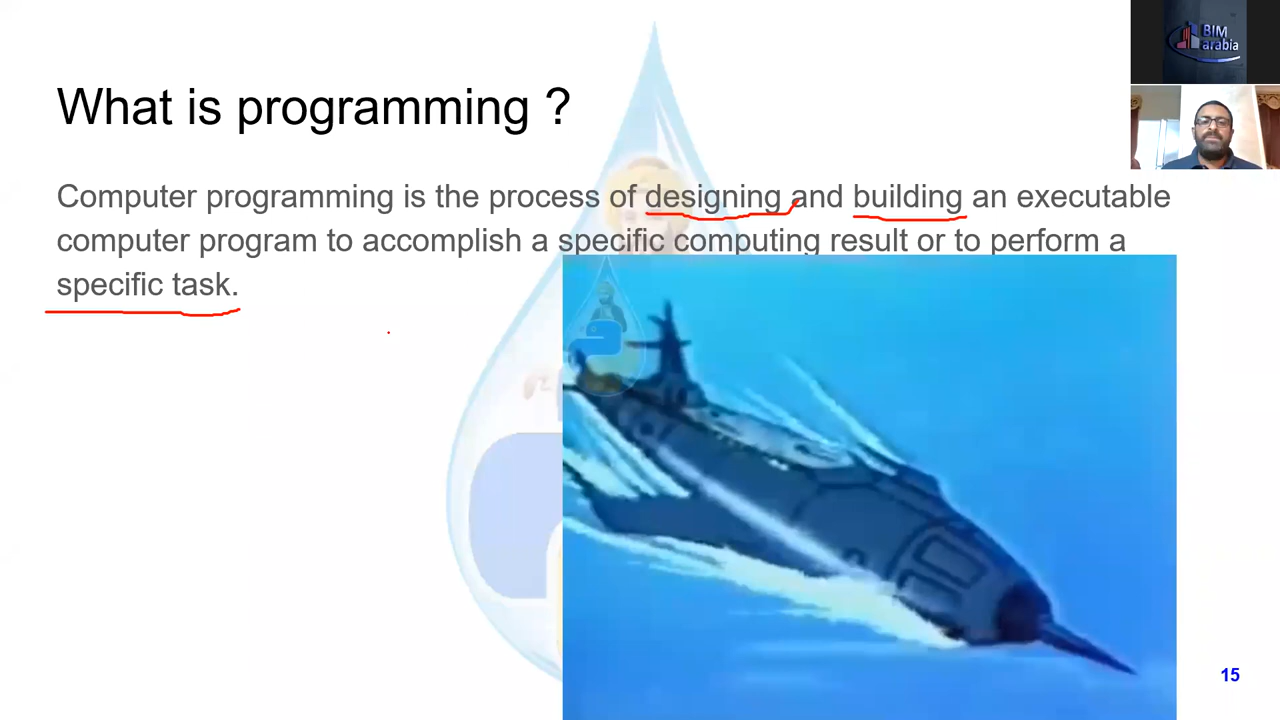 BIM
arabia
What is programming ?
Computer programming is the process of designing and building an executable
computer program to accomplish a specific computing result or to perform a
specific task.
15